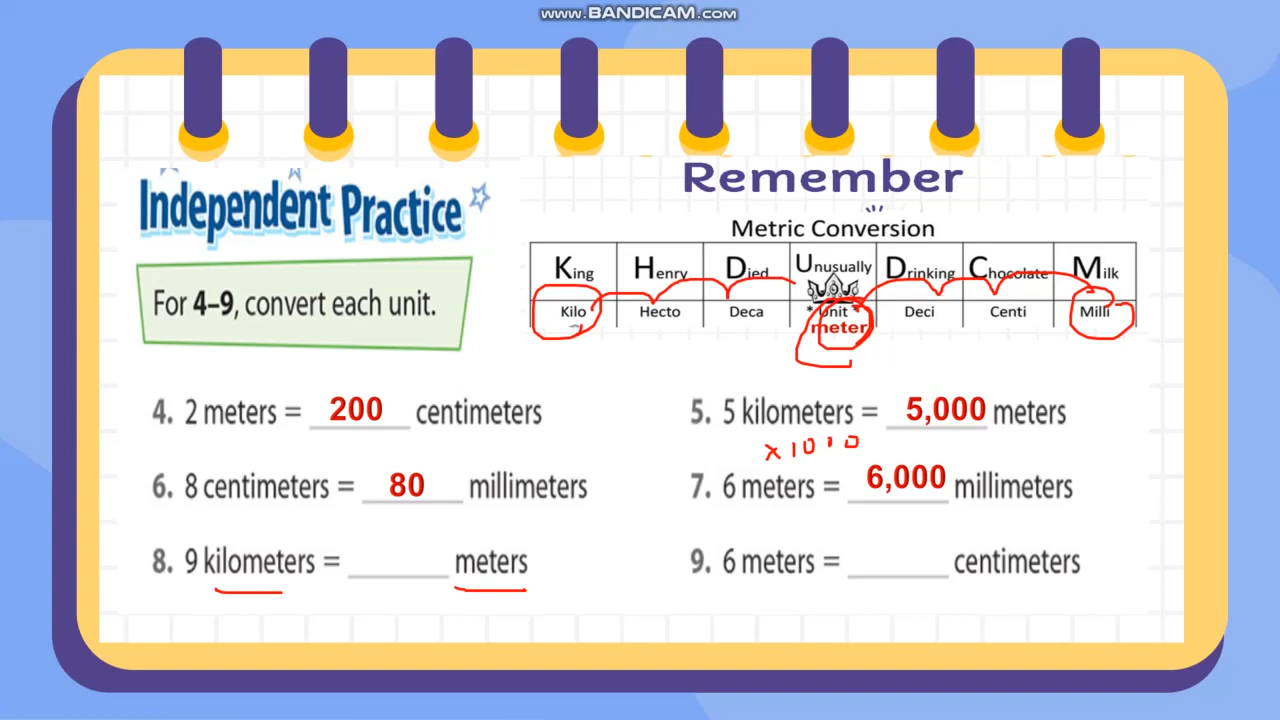 www.BANDICAM.com
Independent Practice
For 4–9, convert each unit.
Remember
Metric Conversion
King Henry Died Unusually Drinking Chocolate Milk
Kilo Hecto Deca *Unit Deci Centi Milli
meter
4. 2 meters = 200 centimeters
5. 5 kilometers = 5,000 meters
x1000
6. 8 centimeters = 80 millimeters
7. 6 meters = 6,000 millimeters
8. 9 kilometers = ______ meters
9. 6 meters = ______ centimeters